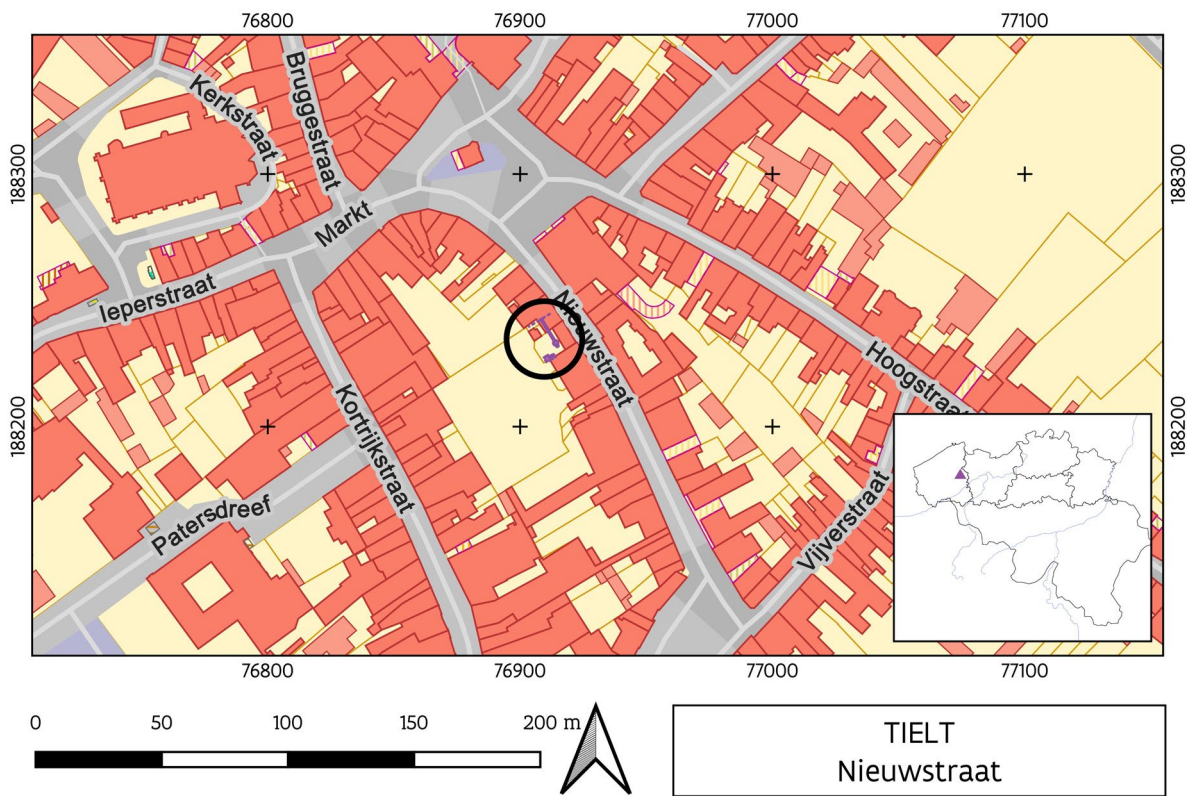 76800
76900
77000
77100
Kerkstraat
Bruggestraat
188300
188300
Markt
Ieperstraat
Nieuwstraat
Hoogstraat
Kortrijkstraat
188200
188200
Patersdreef
Vijverstraat
76800
76900
77000
77100
0
50
100
150
200 m
TIELT
Nieuwstraat